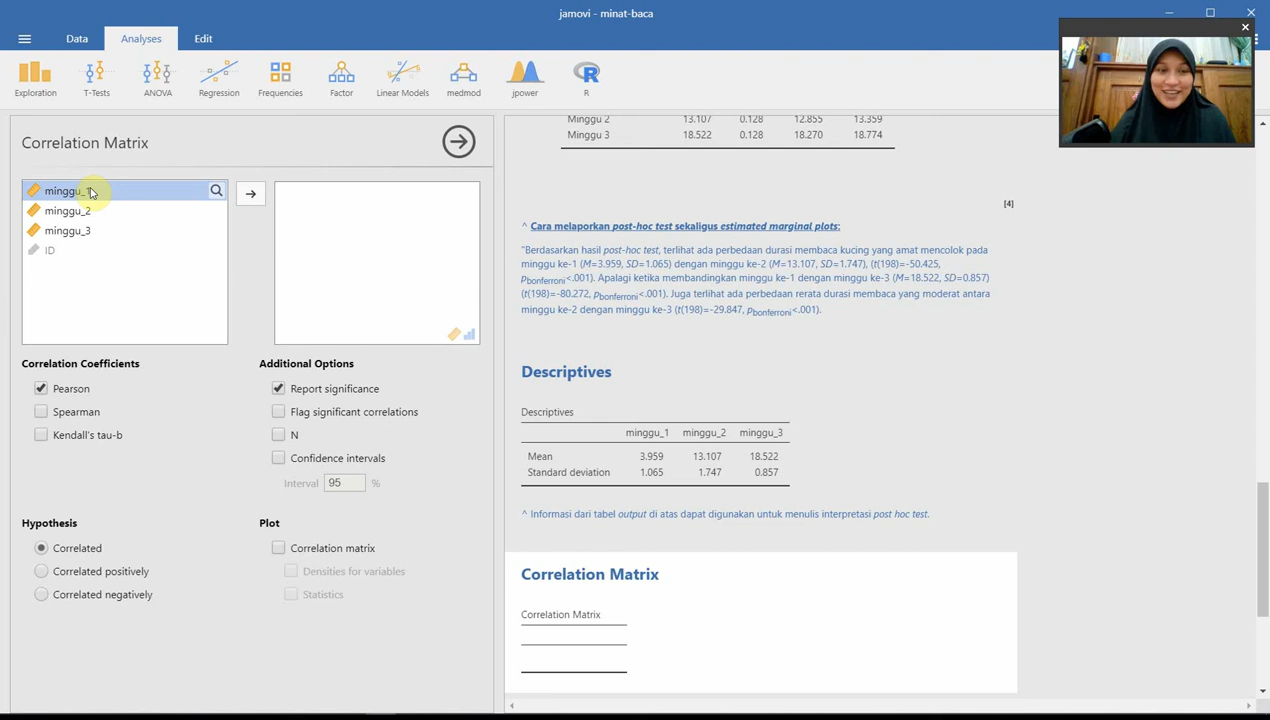 jamovi - minat-baca
Data
Analyses
Edit
Exploration
T-Tests
ANOVA
Regression
Frequencies
Factor
Linear Models
medmod
jpower
R
Correlation Matrix
minggu_1
minggu_2
minggu_3
ID
Correlation Coefficients
Pearson
Spearman
Kendall's tau-b
Additional Options
Report significance
Flag significant correlations
N
Confidence intervals
Interval 95 %
Hypothesis
Correlated
Correlated positively
Correlated negatively
Plot
Correlation matrix
Densities for variables
Statistics
Minggu 2 13.107 0.128 12.855 13.359
Minggu 3 18.522 0.128 18.270 18.774
[4]
^ Cara melaporkan post-hoc test sekaligus estimated marginal plots:
"Berdasarkan hasil post-hoc test, terlihat ada perbedaan durasi membaca kucing yang amat mencolok pada
minggu ke-1 (M=3.959, SD=1.065) dengan minggu ke-2 (M=13.107, SD=1.747), (t(198)=-50.425,
pbonferroni<.001). Apalagi ketika membandingkan minggu ke-1 dengan minggu ke-3 (M=18.522, SD=0.857)
(t(198)=-80.272, pbonferroni<.001). Juga terlihat ada perbedaan rerata durasi membaca yang moderat antara
minggu ke-2 dengan minggu ke-3 (t(198)=-29.847, pbonferroni<.001).
Descriptives
Descriptives
minggu_1 minggu_2 minggu_3
Mean 3.959 13.107 18.522
Standard deviation 1.065 1.747 0.857
^ Informasi dari tabel output di atas dapat digunakan untuk menulis interpretasi post hoc test.
Correlation Matrix
Correlation Matrix